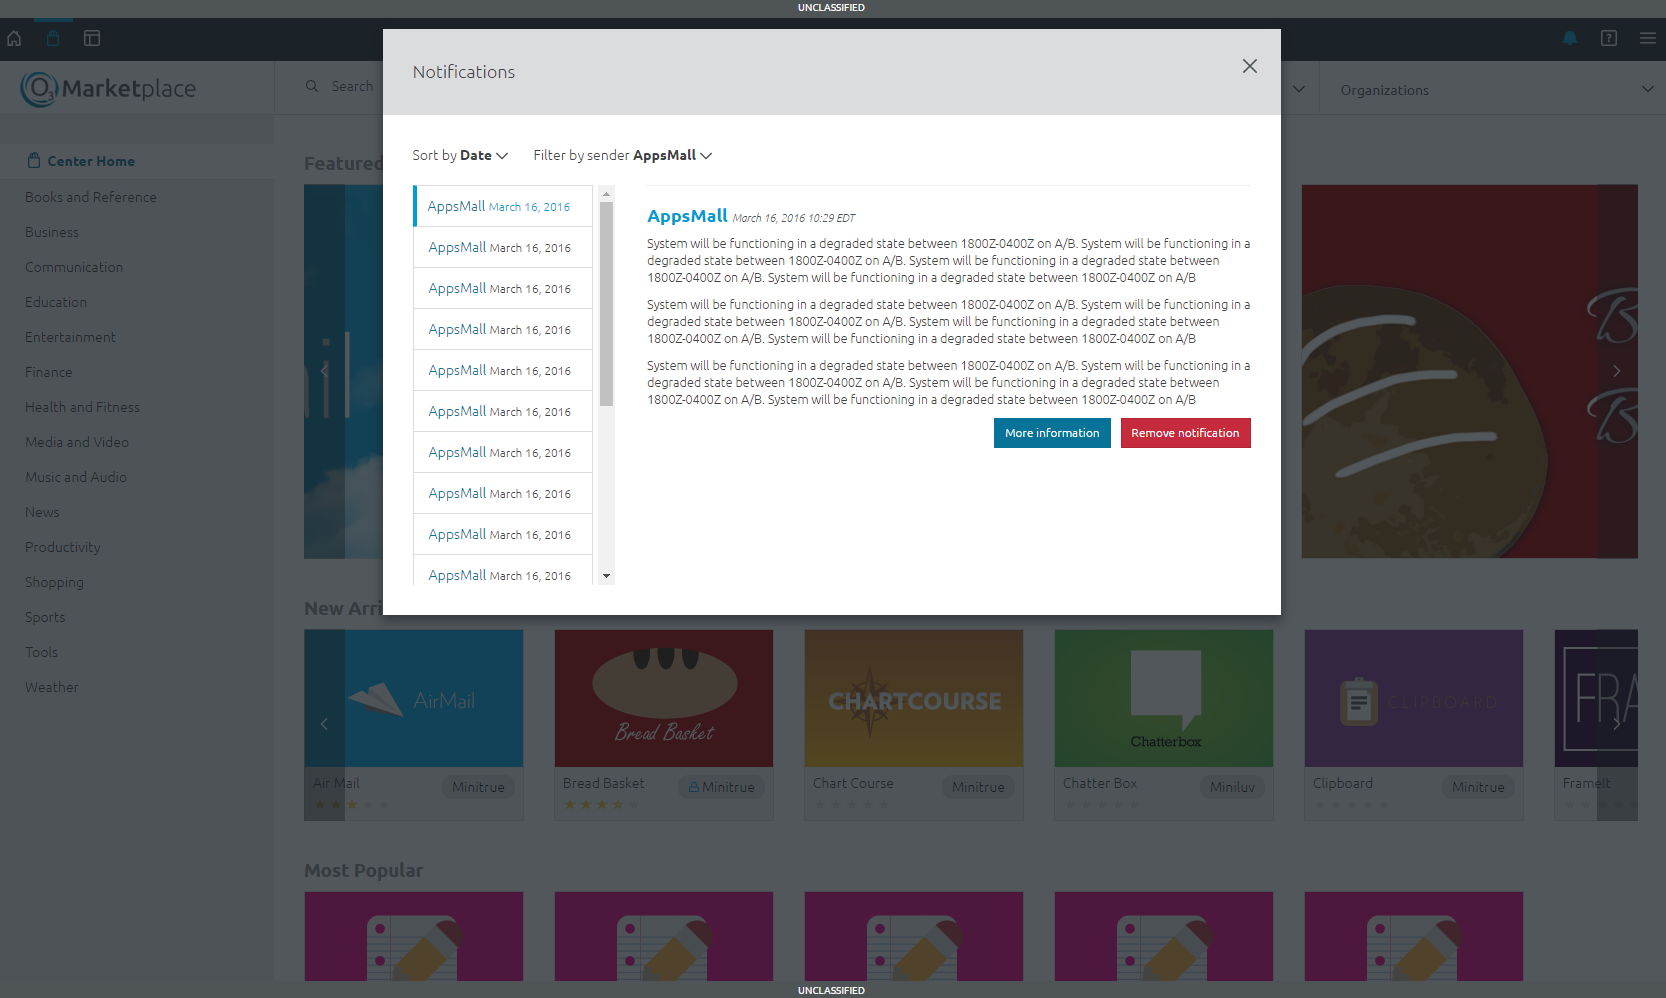 UNCLASSIFIED
O3 Marketplace
Search
Organizations
Notifications
Sort by Date
Filter by sender AppsMall
AppsMall March 16, 2016
AppsMall March 16, 2016
AppsMall March 16, 2016
AppsMall March 16, 2016
AppsMall March 16, 2016
AppsMall March 16, 2016
AppsMall March 16, 2016
AppsMall March 16, 2016
AppsMall March 16, 2016
AppsMall March 16, 2016
AppsMall March 16, 2016 10:29 EDT
System will be functioning in a degraded state between 1800Z-0400Z on A/B. System will be functioning in a
degraded state between 1800Z-0400Z on A/B. System will be functioning in a degraded state between
1800Z-0400Z on A/B. System will be functioning in a degraded state between 1800Z-0400Z on A/B
System will be functioning in a degraded state between 1800Z-0400Z on A/B. System will be functioning in a
degraded state between 1800Z-0400Z on A/B. System will be functioning in a degraded state between
1800Z-0400Z on A/B. System will be functioning in a degraded state between 1800Z-0400Z on A/B
System will be functioning in a degraded state between 1800Z-0400Z on A/B. System will be functioning in a
degraded state between 1800Z-0400Z on A/B. System will be functioning in a degraded state between
1800Z-0400Z on A/B. System will be functioning in a degraded state between 1800Z-0400Z on A/B
More information
Remove notification
Center Home
Books and Reference
Business
Communication
Education
Entertainment
Finance
Health and Fitness
Media and Video
Music and Audio
News
Productivity
Shopping
Sports
Tools
Weather
Featured
il
B
B
New Arri
AirMail
Bread Basket
CHARTCOURSE
Chatterbox
CLIPBOARD
FRA
Air Mail
Minitrue
Bread Basket
Minitrue
Chart Course
Minitrue
Chatter Box
Miniluv
Clipboard
Minitrue
FrameIt
Most Popular
UNCLASSIFIED